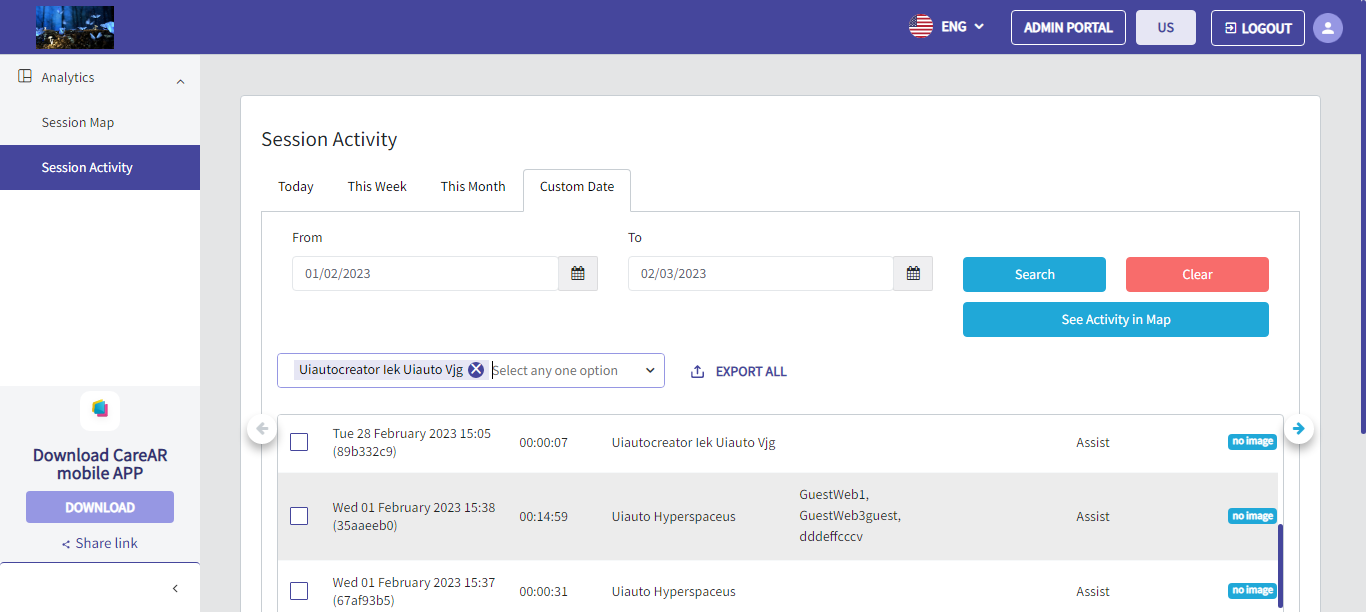 ENG
ADMIN PORTAL
US
LOGOUT
Analytics
Session Map
Session Activity
Session Activity
Today
This Week
This Month
Custom Date
From
To
01/02/2023
02/03/2023
Search
Clear
See Activity in Map
Uiautocreator Iek Uiauto Vjg
Select any one option
EXPORT ALL
Tue 28 February 2023 15:05
(89b332c9)
00:00:07
Uiautocreator Iek Uiauto Vjg
Assist
no image
Wed 01 February 2023 15:38
(35aaeeb0)
00:14:59
Uiauto Hyperspaceus
GuestWeb1,
GuestWeb3guest,
dddeffcccv
Assist
no image
Wed 01 February 2023 15:37
(67af93b5)
00:00:31
Uiauto Hyperspaceus
Assist
no image
Download CareAR
mobile APP
DOWNLOAD
Share link